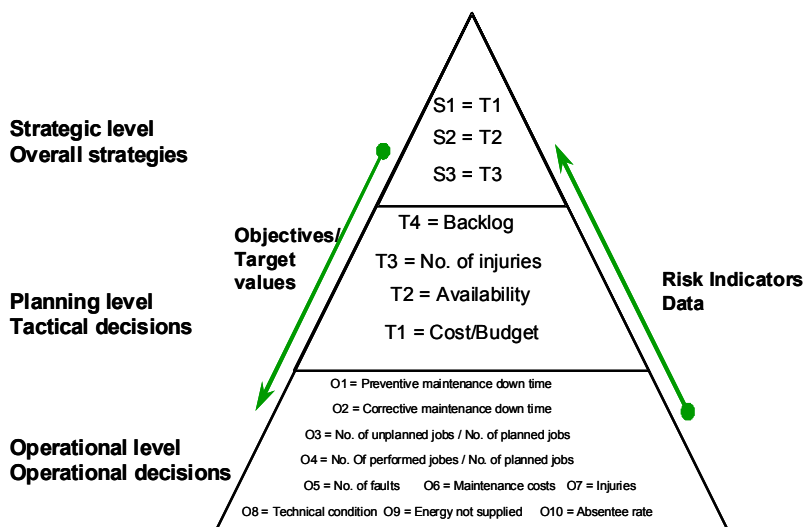 S1 = T1
Strategic level
Overall strategies
S2 = T2
S3 = T3
T4 = Backlog
Objectives/
Target
values
T3 = No. of injuries
Risk Indicators
Data
T2 = Availability
Planning level
Tactical decisions
T1 = Cost/Budget
O1 = Preventive maintenance down time
O2 = Corrective maintenance down time
O3 = No. of unplanned jobs / No. of planned jobs
Operational level
Operational decisions
O4 = No. Of performed jobes / No. of planned jobs
O5 = No. of faults O6 = Maintenance costs O7 = Injuries
O8 = Technical condition O9 = Energy not supplied O10 = Absentee rate